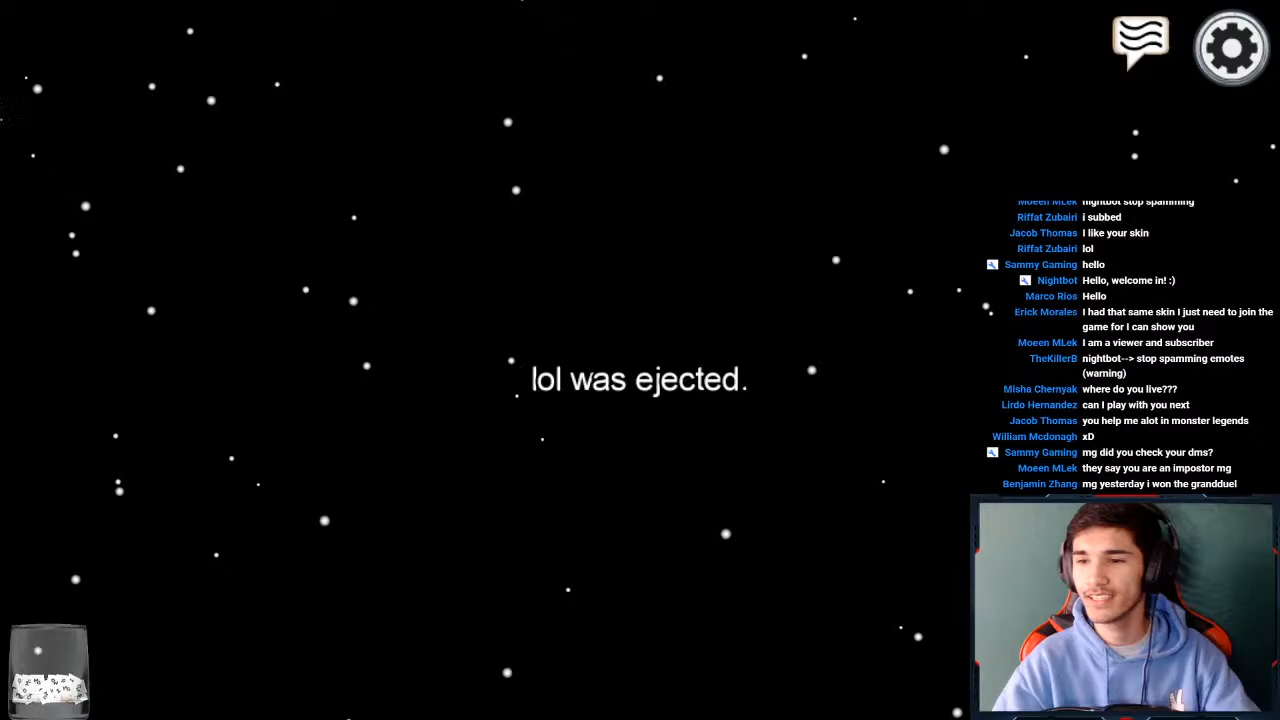 Moeen MLek nightbot stop spamming
Riffat Zubairi i subbed
Jacob Thomas I like your skin
Riffat Zubairi lol
Sammy Gaming hello
Nightbot Hello, welcome in! :)
Marco Rios Hello
Erick Morales I had that same skin I just need to join the
game for I can show you
Moeen MLek I am a viewer and subscriber
TheKillerB nightbot--> stop spamming emotes
(warning)
lol was ejected.
Misha Chernyak where do you live???
Lirdo Hernandez can I play with you next
Jacob Thomas you help me alot in monster legends
William Mcdonagh xD
Sammy Gaming mg did you check your dms?
Moeen MLek they say you are an impostor mg
Benjamin Zhang mg yesterday i won the grandduel